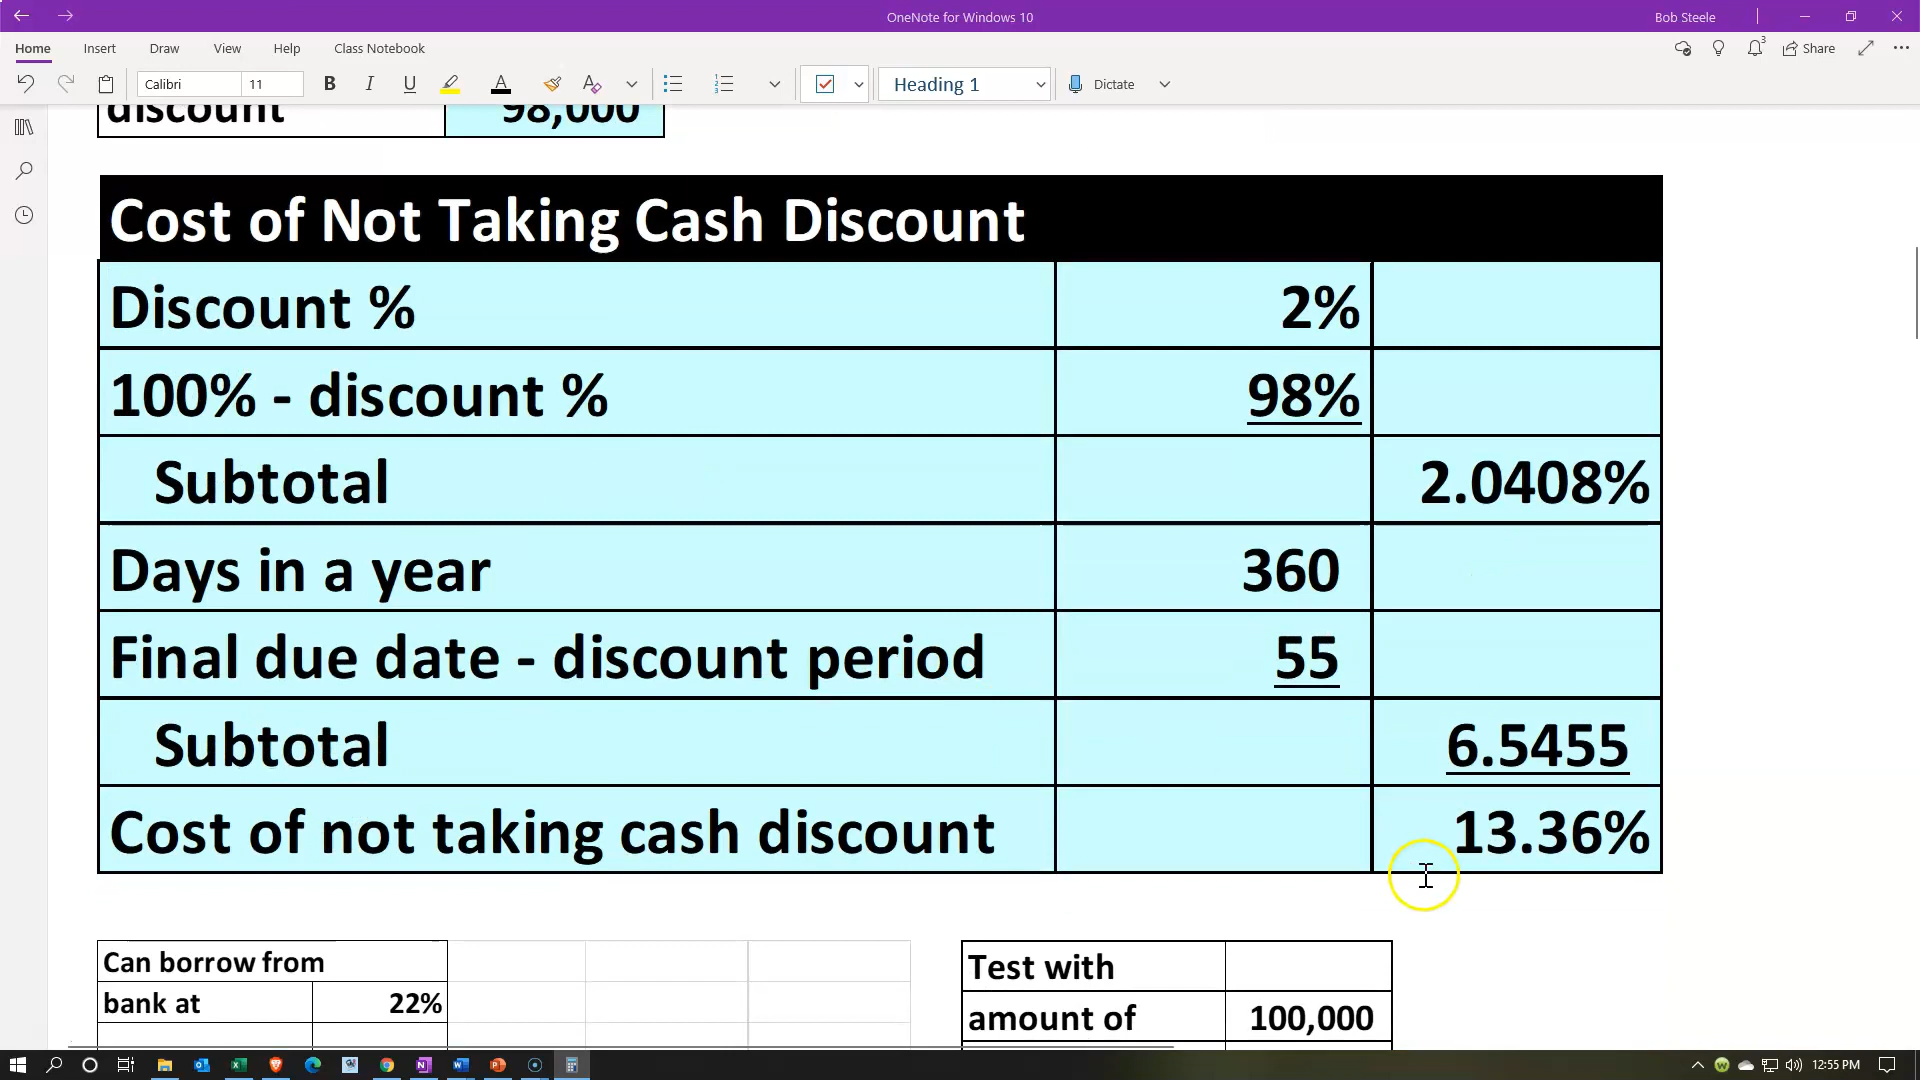 OneNote for Windows 10
Bob Steele
Home Insert Draw View Help Class Notebook
3
Share
Calibri 11 B I U A A Heading 1 Dictate
discount 98,000
Cost of Not Taking Cash Discount
Discount % 2%
100% - discount % 98%
Subtotal 2.0408%
Days in a year 360
Final due date - discount period 55
Subtotal 6.5455
Cost of not taking cash discount 13.36%
Can borrow from
bank at 22%
Test with
amount of 100,000
12:55 PM